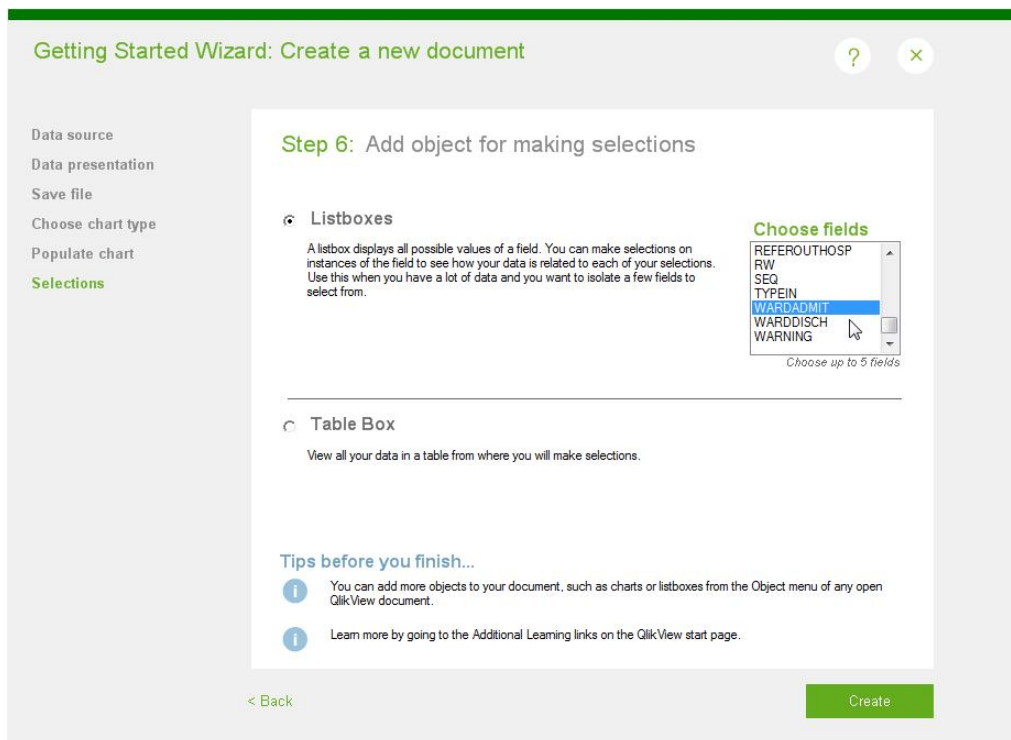 Getting Started Wizard: Create a new document
?
×
Data source
Data presentation
Save file
Choose chart type
Populate chart
Selections
Step 6: Add object for making selections
Listboxes
A listbox displays all possible values of a field. You can make selections on
instances of the field to see how your data is related to each of your selections.
Use this when you have a lot of data and you want to isolate a few fields to
select from.
Choose fields
REFEROUTHOSP
RW
SEQ
TYPEIN
WARDADMIT
WARDDISCH
WARNING
Choose up to 5 fields
Table Box
View all your data in a table from where you will make selections.
Tips before you finish...
i
You can add more objects to your document, such as charts or listboxes from the Object menu of any open
QlikView document.
i
Learn more by going to the Additional Learning links on the QlikView start page.
< Back
Create